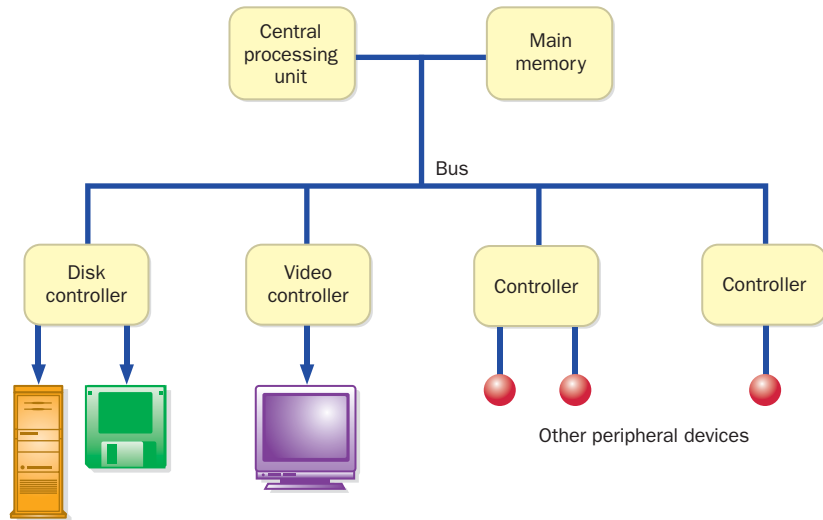 Central
processing
unit
Main
memory
Bus
Disk
controller
Video
controller
Controller
Controller
Other peripheral devices